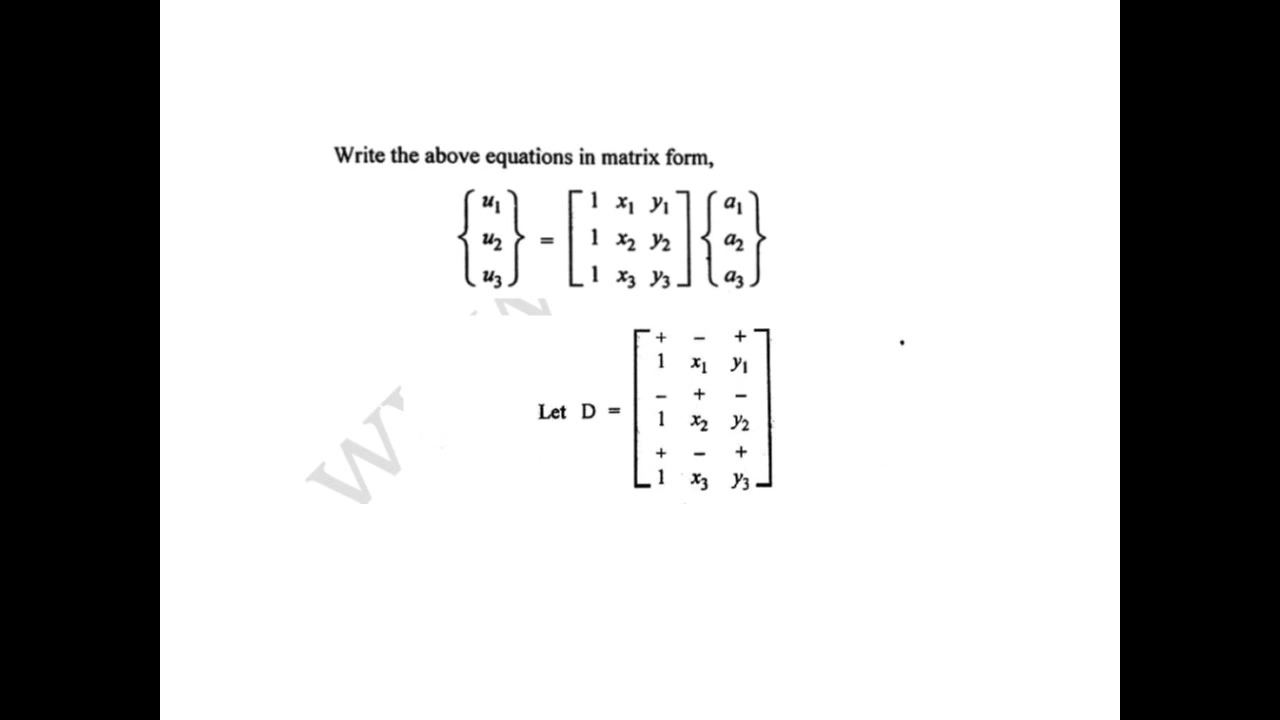 Write the above equations in matrix form,
{ u₁ } = [ 1 x₁ y₁ ] { a₁ }
{ u₂ } = [ 1 x₂ y₂ ] { a₂ }
{ u₃ } = [ 1 x₃ y₃ ] { a₃ }
Let D =
+ − +
1 x₁ y₁
− + −
1 x₂ y₂
+ − +
1 x₃ y₃
W